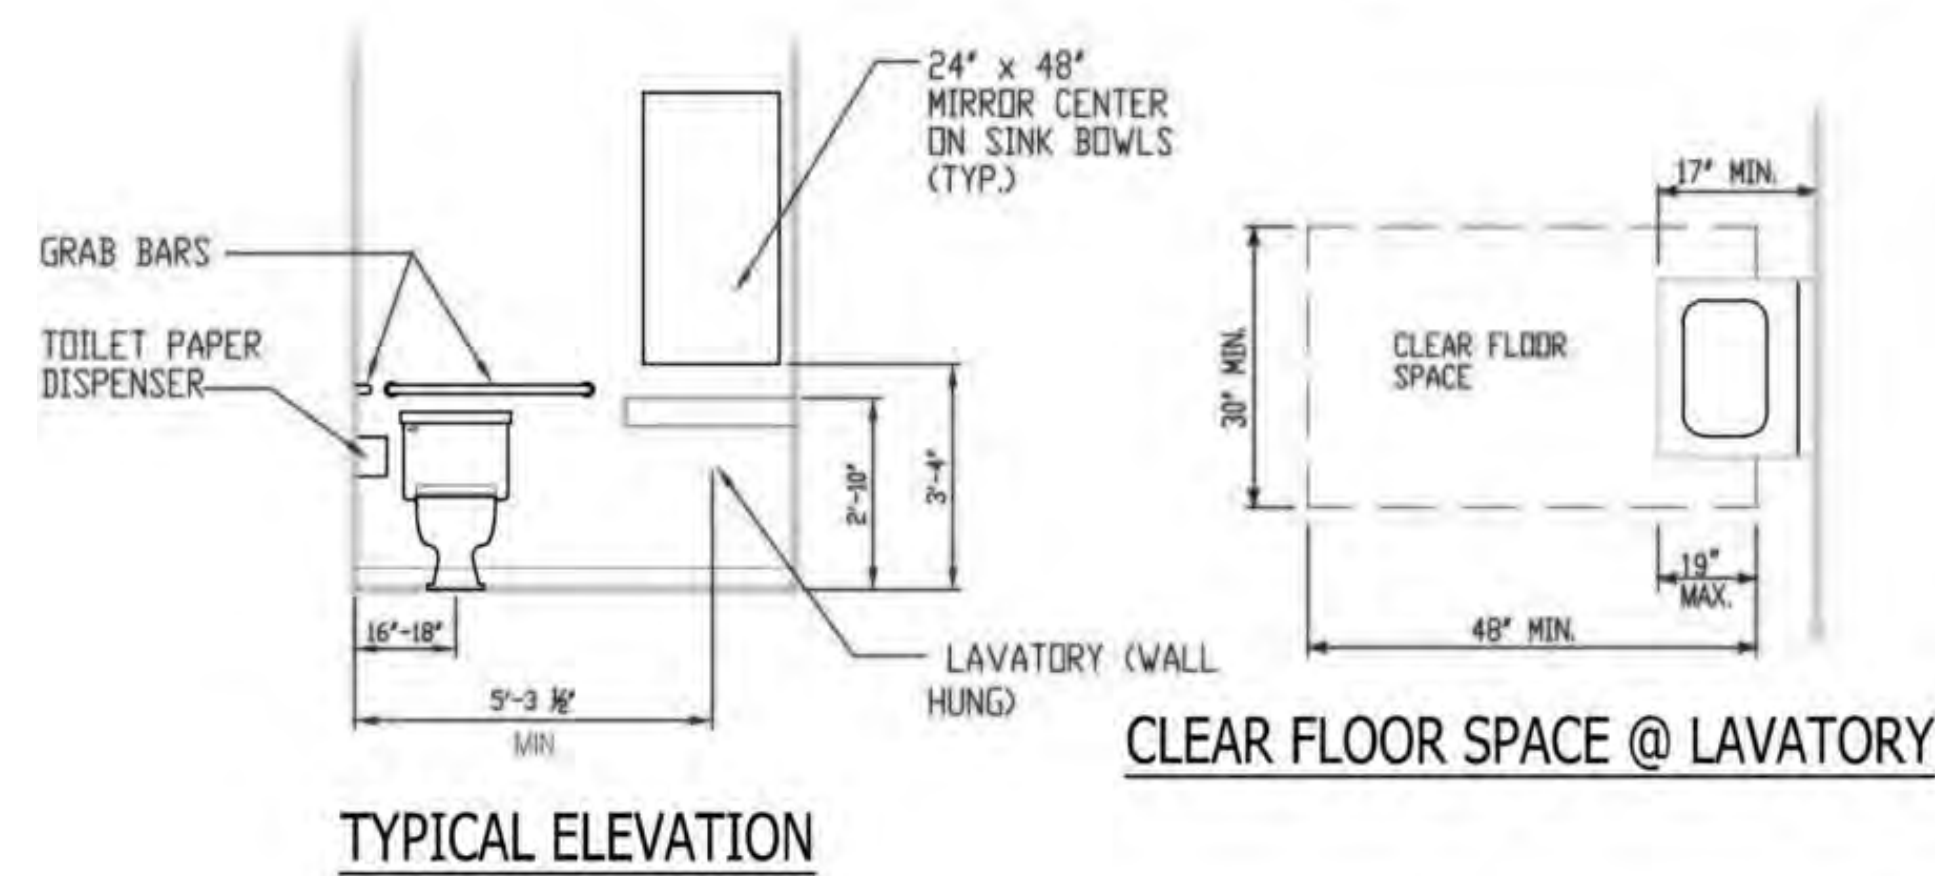 24" x 48"
MIRROR CENTER
ON SINK BOWLS
(TYP.)
GRAB BARS
TOILET PAPER
DISPENSER
2'-10"
3'-4"
16"-18"
5'-3 ½"
MIN
LAVATORY (WALL
HUNG)
TYPICAL ELEVATION
17" MIN.
30" MIN.
CLEAR FLOOR
SPACE
19"
MAX.
48" MIN.
CLEAR FLOOR SPACE @ LAVATORY